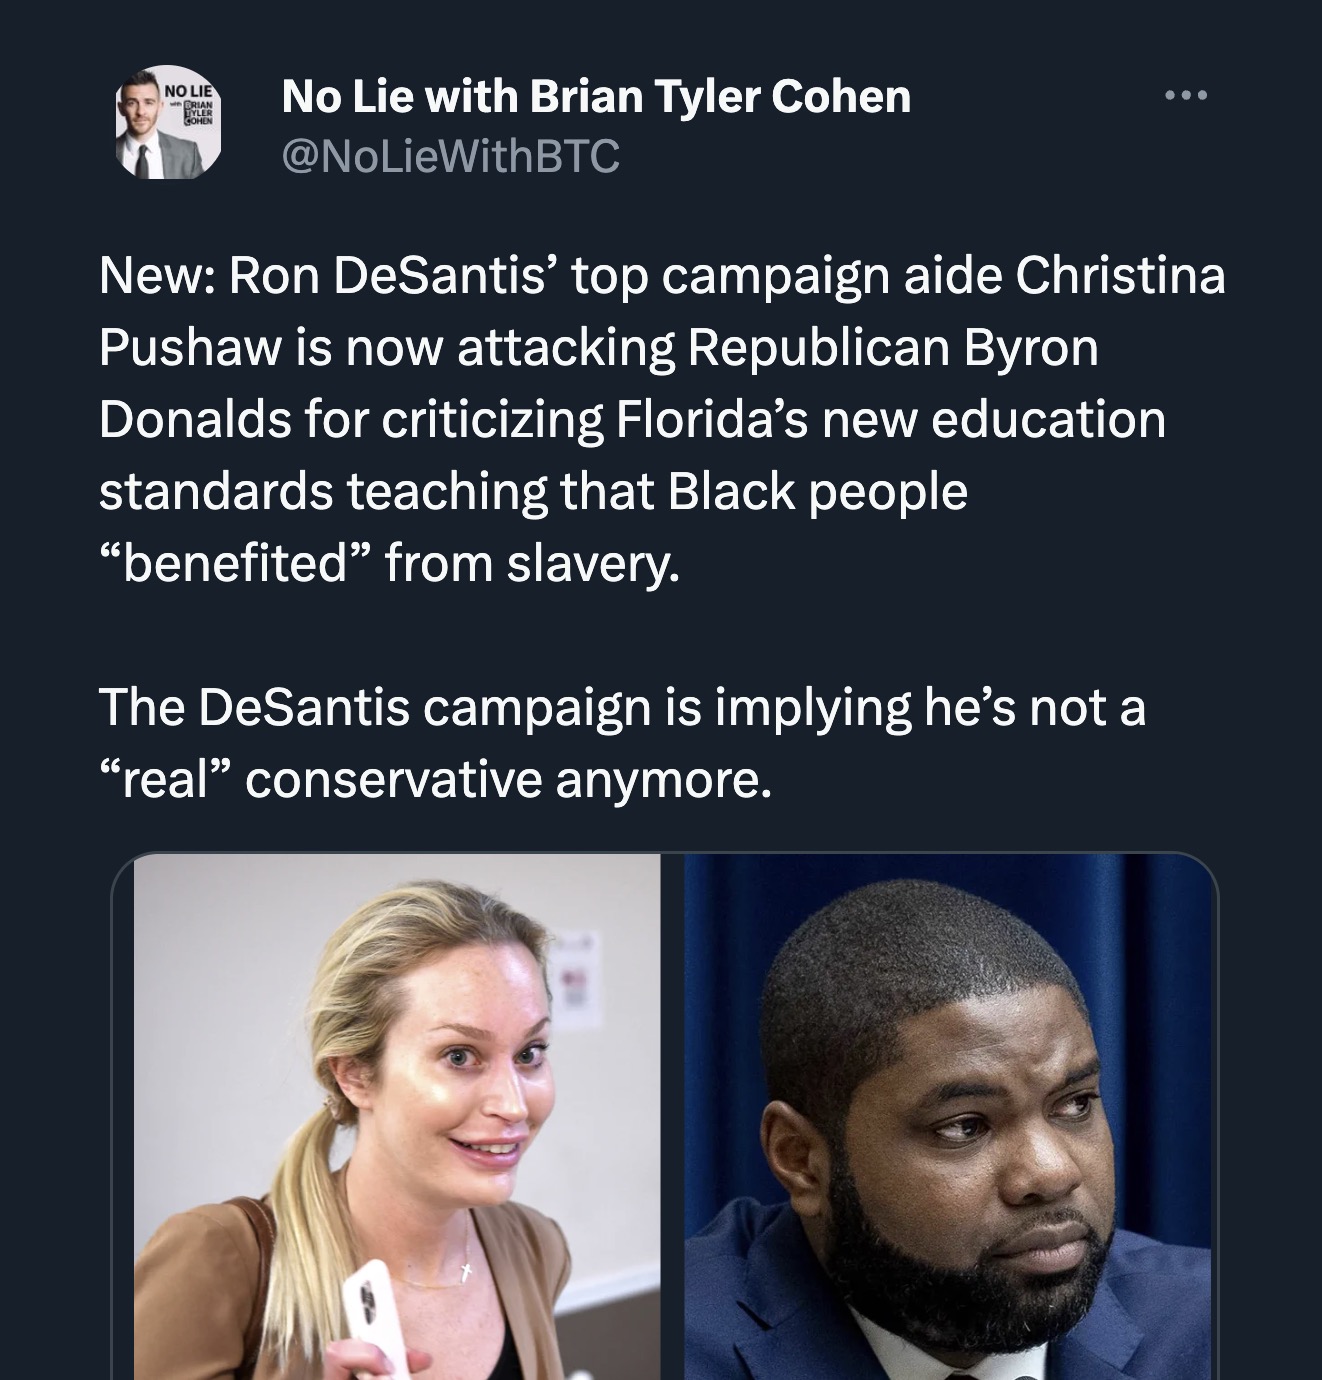 NO LIE
with BRIAN
TYLER
COHEN
No Lie with Brian Tyler Cohen
@NoLieWithBTC
New: Ron DeSantis’ top campaign aide Christina
Pushaw is now attacking Republican Byron
Donalds for criticizing Florida’s new education
standards teaching that Black people
“benefited” from slavery.
The DeSantis campaign is implying he’s not a
“real” conservative anymore.